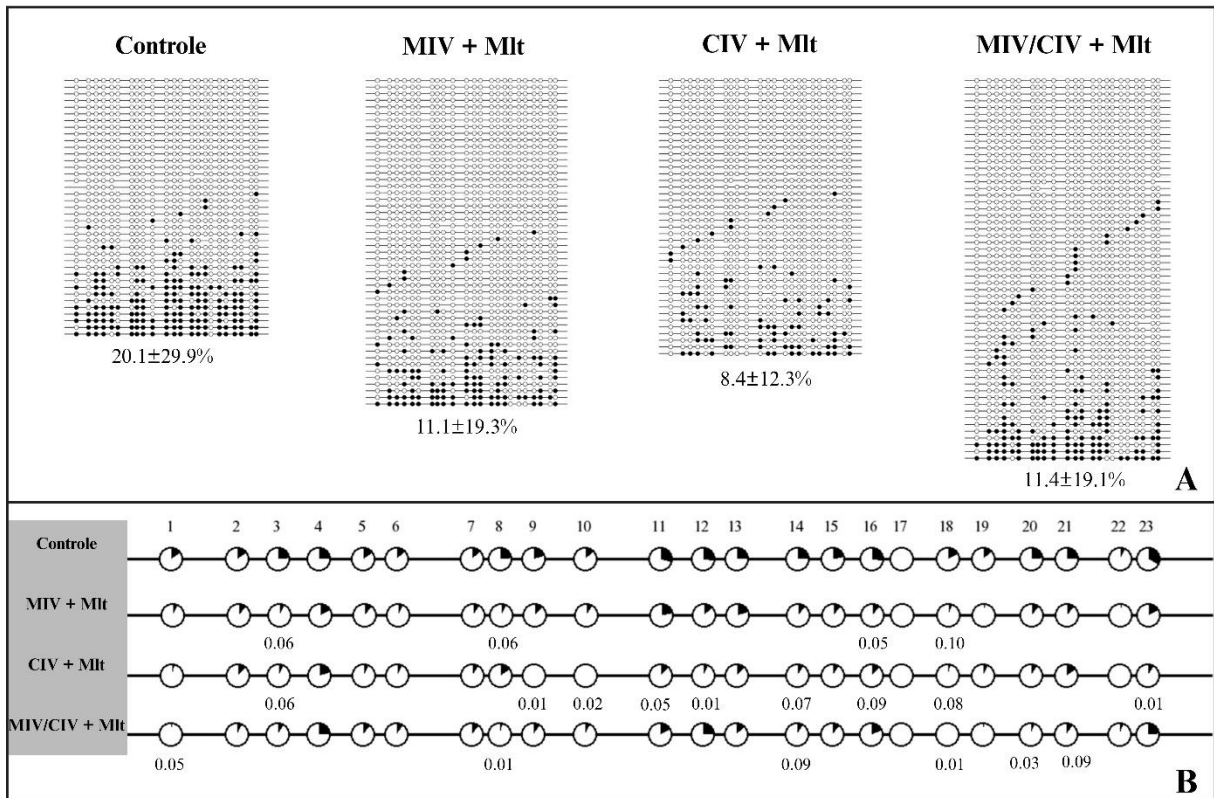 Controle MIV + Mlt CIV + Mlt MIV/CIV + Mlt
20.1±29.9%
11.1±19.3%
8.4±12.3%
11.4±19.1%
A
1 2 3 4 5 6 7 8 9 10 11 12 13 14 15 16 17 18 19 20 21 22 23
Controle
MIV + Mlt
0.06 0.06 0.05 0.10
CIV + Mlt
0.06 0.01 0.02 0.05 0.01 0.07 0.09 0.08 0.01
MIV/CIV + Mlt
0.05 0.01 0.09 0.01 0.03 0.09
B